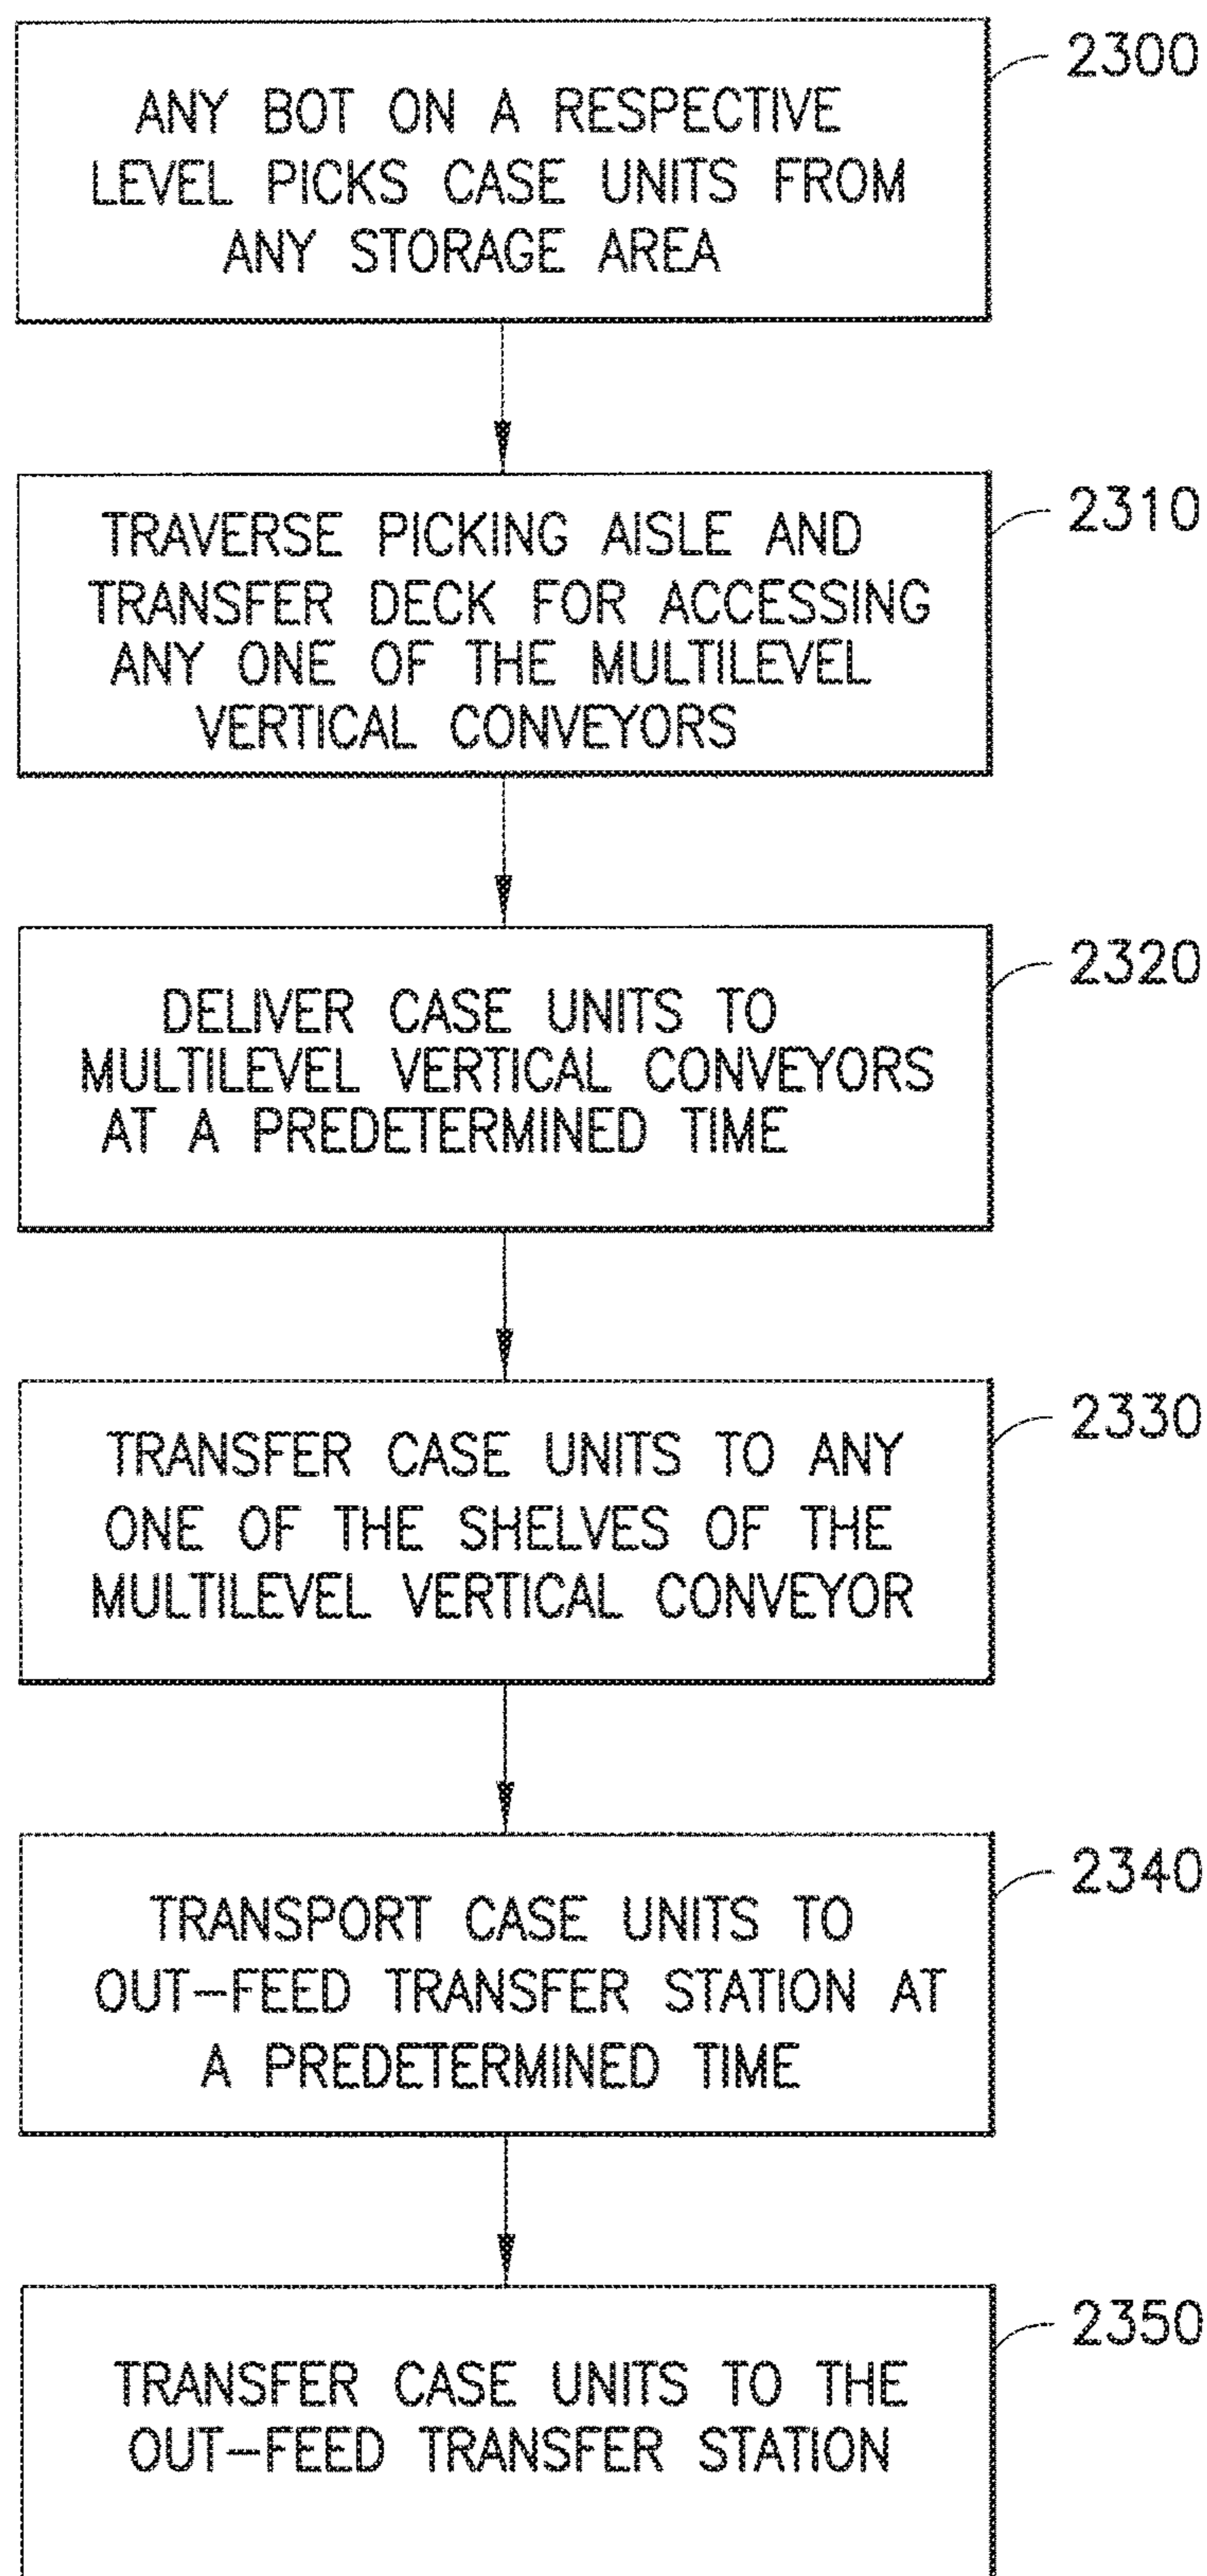 2300
ANY BOT ON A RESPECTIVE
LEVEL PICKS CASE UNITS FROM
ANY STORAGE AREA
2310
TRAVERSE PICKING AISLE AND
TRANSFER DECK FOR ACCESSING
ANY ONE OF THE MULTILEVEL
VERTICAL CONVEYORS
2320
DELIVER CASE UNITS TO
MULTILEVEL VERTICAL CONVEYORS
AT A PREDETERMINED TIME
2330
TRANSFER CASE UNITS TO ANY
ONE OF THE SHELVES OF THE
MULTILEVEL VERTICAL CONVEYOR
2340
TRANSPORT CASE UNITS TO
OUT-FEED TRANSFER STATION AT
A PREDETERMINED TIME
2350
TRANSFER CASE UNITS TO THE
OUT-FEED TRANSFER STATION